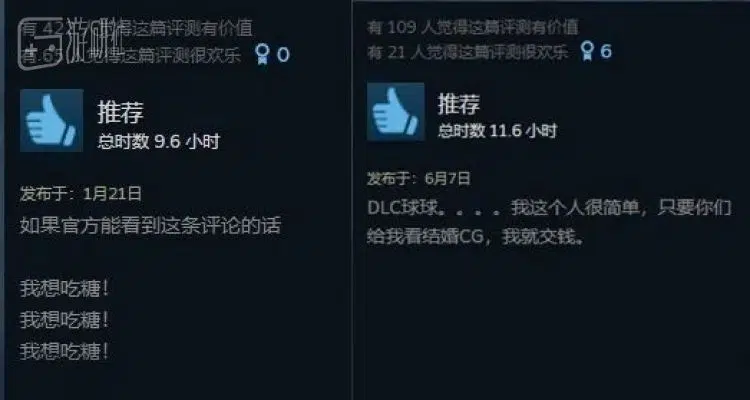 有 42
人觉得这篇评测有价值
人觉得这篇评测很欢乐 0
推荐
总时数 9.6 小时
发布于：1月21日
如果官方能看到这条评论的话
我想吃糖！
我想吃糖！
我想吃糖！
有 109 人觉得这篇评测有价值
有 21 人觉得这篇评测很欢乐 6
推荐
总时数 11.6 小时
发布于：6月7日
DLC球球。。。。我这个人很简单，只要你们
给我看结婚CG，我就交钱。